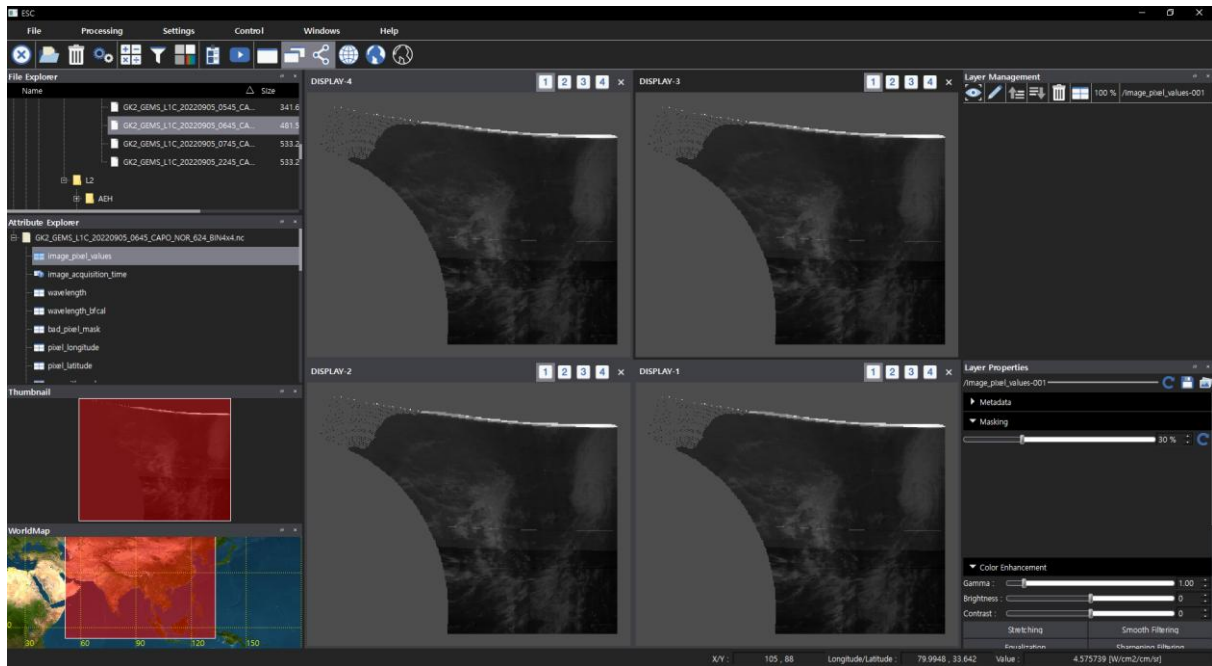 ESC
File Processing Settings Control Windows Help
File Explorer
Name Size
GK2_GEMS_L1C_20220905_0545_CA... 341.6
GK2_GEMS_L1C_20220905_0645_CA... 481.5
GK2_GEMS_L1C_20220905_0745_CA... 533.2
GK2_GEMS_L1C_20220905_2245_CA... 533.2
L2
AEH
Attribute Explorer
GK2_GEMS_L1C_20220905_0645_CAPO_NOR_624_BIN4x4.nc
image_pixel_values
image_acquisition_time
wavelength
wavelength_bfcal
bad_pixel_mask
pixel_longitude
pixel_latitude
Thumbnail
WorldMap
0
30 60 90 120 150
DISPLAY-4 1 2 3 4
DISPLAY-3 1 2 3 4
DISPLAY-2 1 2 3 4
DISPLAY-1 1 2 3 4
Layer Management
100 % /image_pixel_values-001
Layer Properties
/image_pixel_values-001
Metadata
Masking
30 %
Color Enhancement
Gamma : 1.00
Brightness : 0
Contrast : 0
Stretching Smooth Filtering
Equalization Sharpening Filtering
X/Y : 105 , 88 Longitude/Latitude : 79.9948 , 33.642 Value : 4.575739 [W/cm2/cm/sr]